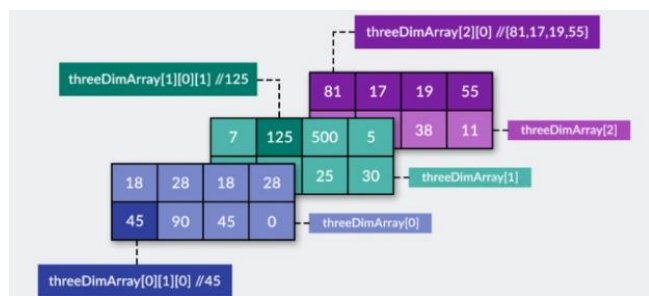 threeDimArray[2][0] //{81,17,19,55}
threeDimArray[1][0][1] //125
81 17 19 55
38 11
threeDimArray[2]
7 125 500 5
25 30
threeDimArray[1]
18 28 18 28
45 90 45 0
threeDimArray[0]
threeDimArray[0][1][0] //45